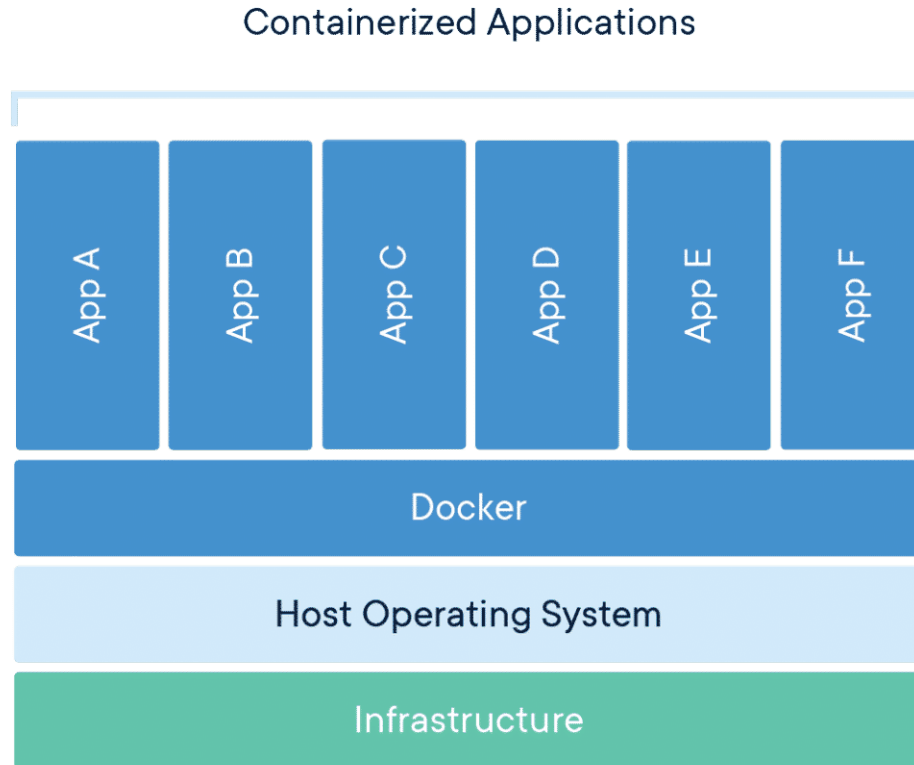 Containerized Applications
App A
App B
App C
App D
App E
App F
Docker
Host Operating System
Infrastructure